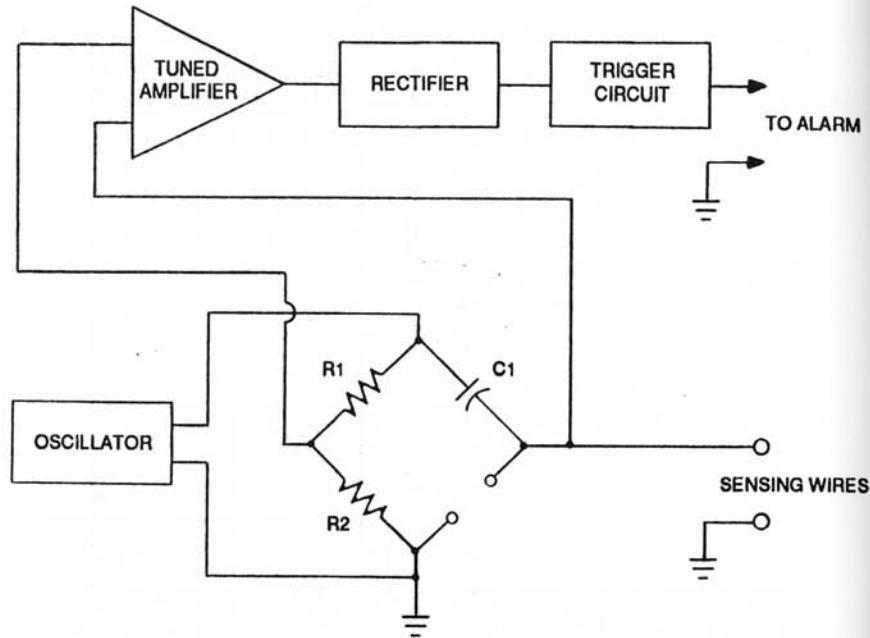 TUNED
AMPLIFIER
RECTIFIER
TRIGGER
CIRCUIT
TO ALARM
R1
C1
OSCILLATOR
R2
SENSING WIRES